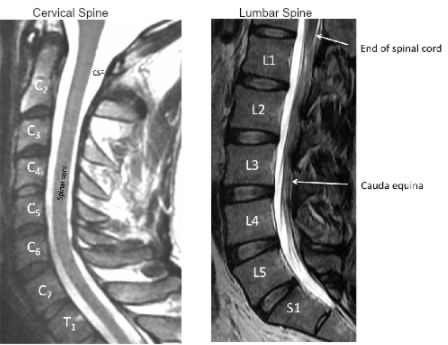 Cervical Spine
Lumbar Spine
CSF
C2
C3
C4
C5
C6
C7
T1
Spinal cord
L1
L2
L3
L4
L5
S1
End of spinal cord
Cauda equina